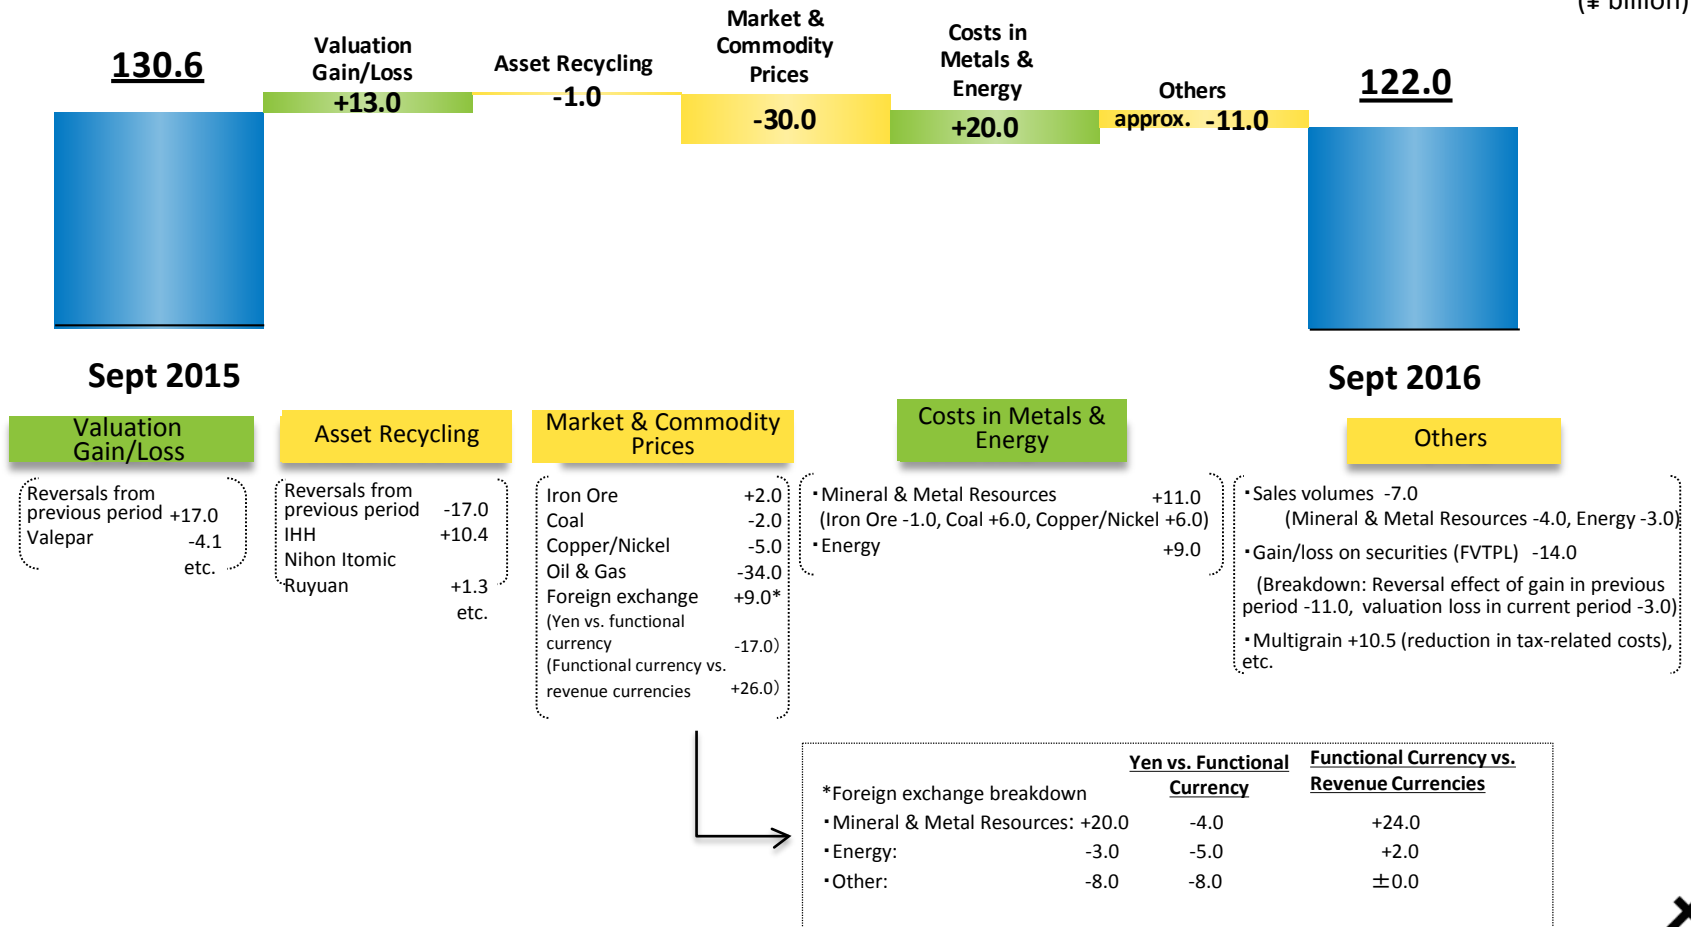 (¥ billion)
130.6
Valuation
Gain/Loss
+13.0
Asset Recycling
-1.0
Market &
Commodity
Prices
-30.0
Costs in
Metals &
Energy
+20.0
Others
approx. -11.0
122.0
Sept 2015
Sept 2016
Valuation
Gain/Loss
Reversals from
previous period +17.0
Valepar -4.1
etc.
Asset Recycling
Reversals from
previous period -17.0
IHH +10.4
Nihon Itomic
Ruyuan +1.3
etc.
Market & Commodity
Prices
Iron Ore +2.0
Coal -2.0
Copper/Nickel -5.0
Oil & Gas -34.0
Foreign exchange +9.0*
(Yen vs. functional
currency -17.0)
(Functional currency vs.
revenue currencies +26.0)
Costs in Metals &
Energy
・Mineral & Metal Resources +11.0
(Iron Ore -1.0, Coal +6.0, Copper/Nickel +6.0)
・Energy +9.0
Others
・Sales volumes -7.0
(Mineral & Metal Resources -4.0, Energy -3.0)
・Gain/loss on securities (FVTPL) -14.0
(Breakdown: Reversal effect of gain in previous
period -11.0, valuation loss in current period -3.0)
・Multigrain +10.5 (reduction in tax-related costs),
etc.
Yen vs. Functional
Currency
Functional Currency vs.
Revenue Currencies
*Foreign exchange breakdown
・Mineral & Metal Resources: +20.0 -4.0 +24.0
・Energy: -3.0 -5.0 +2.0
・Other: -8.0 -8.0 ±0.0